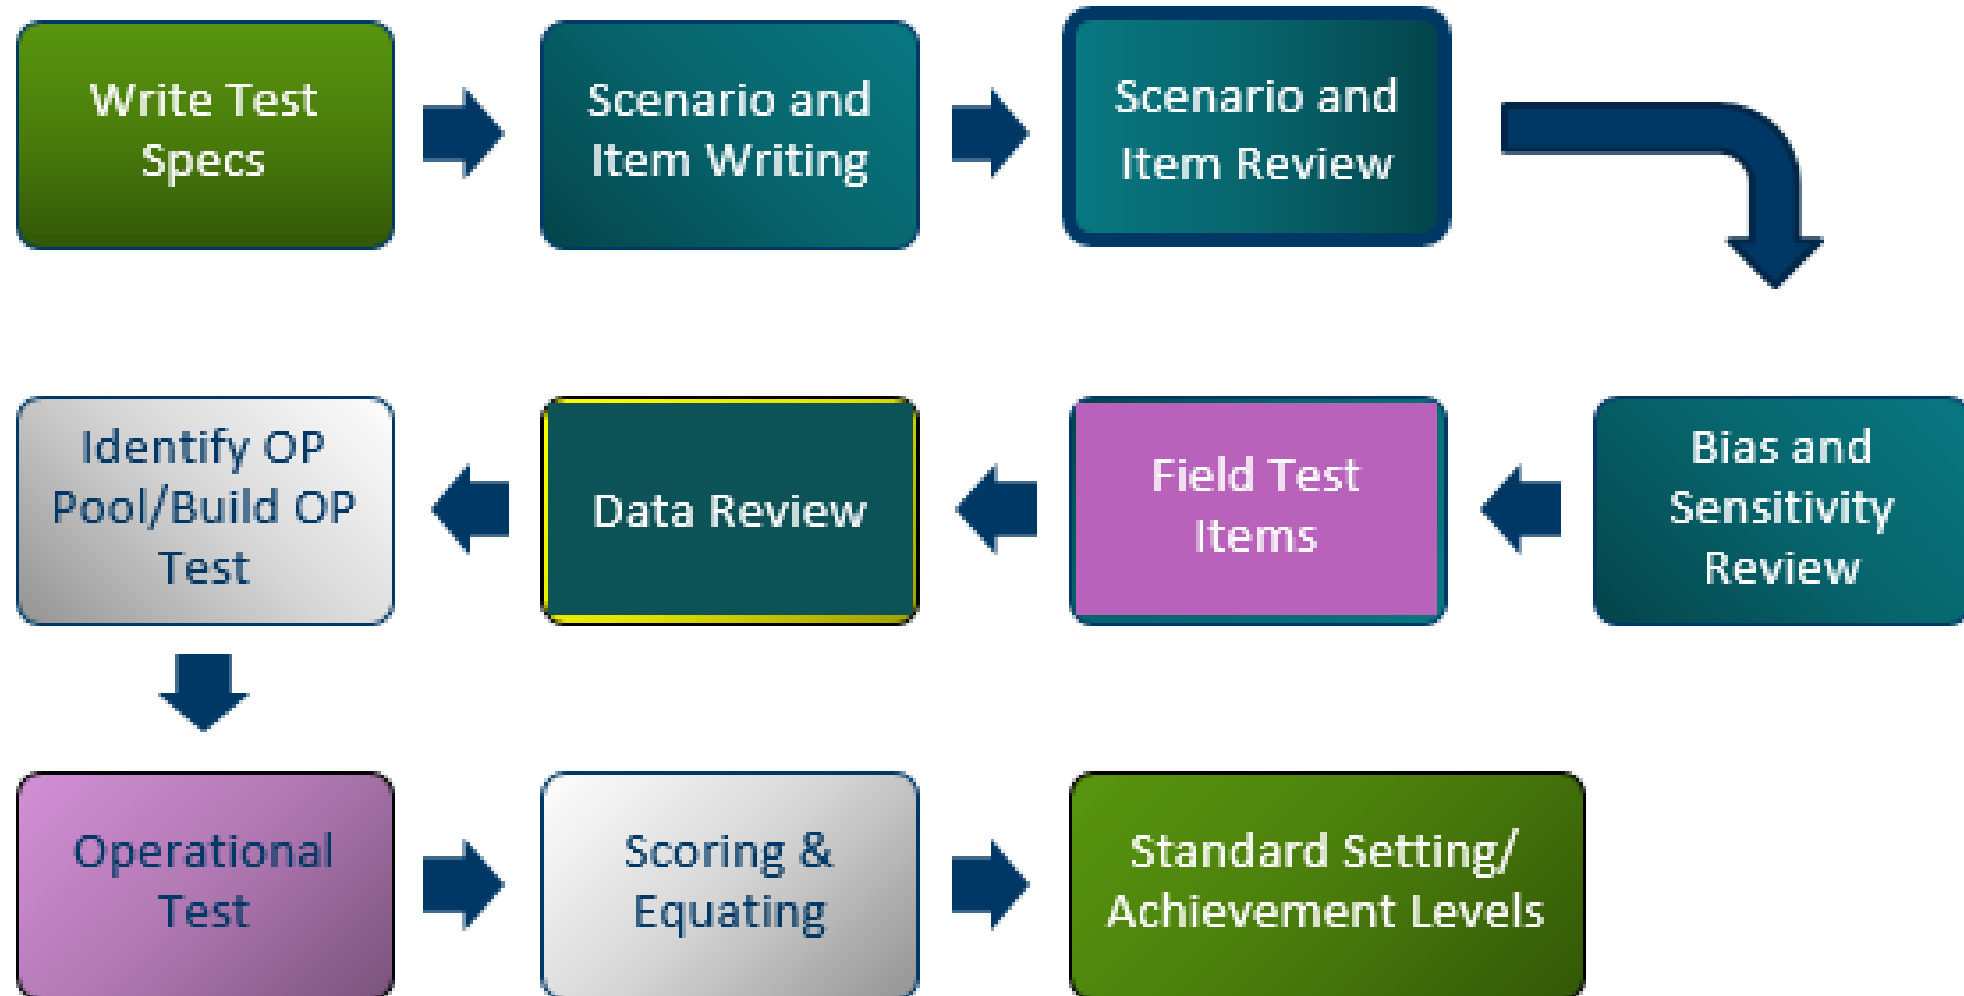 Write Test
Specs
Scenario and
Item Writing
Scenario and
Item Review
Bias and
Sensitivity
Review
Field Test
Items
Data Review
Identify OP
Pool/Build OP
Test
Operational
Test
Scoring &
Equating
Standard Setting/
Achievement Levels